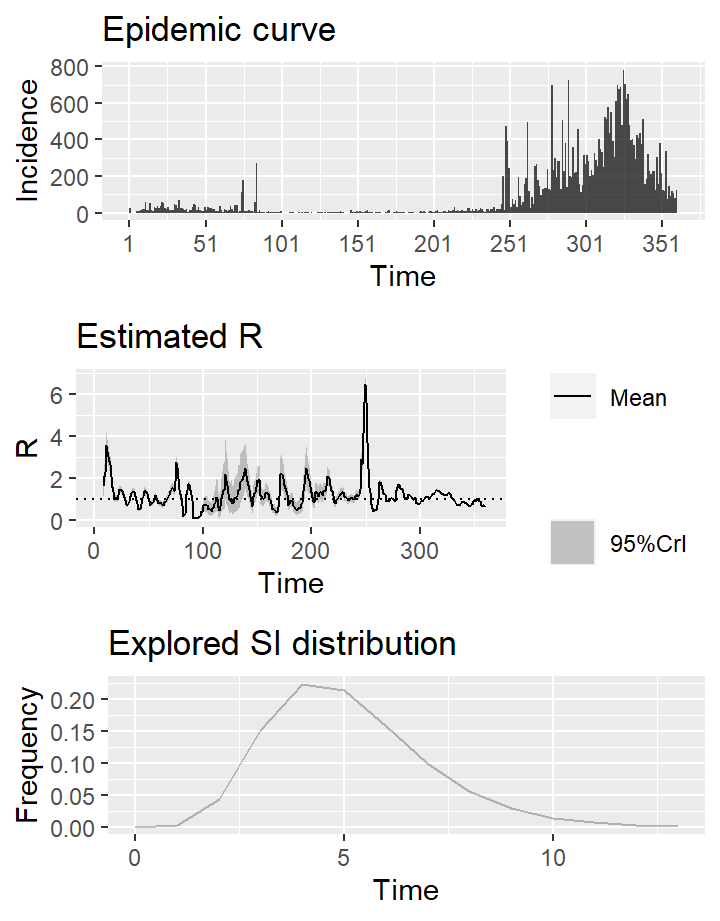 Epidemic curve
800
600
400
200
0
Incidence
1 51 101 151 201 251 301 351
Time
Estimated R
6
4
2
0
R
0 100 200 300
Time
Mean
95%CrI
Explored SI distribution
0.20
0.15
0.10
0.05
0.00
Frequency
0 5 10
Time